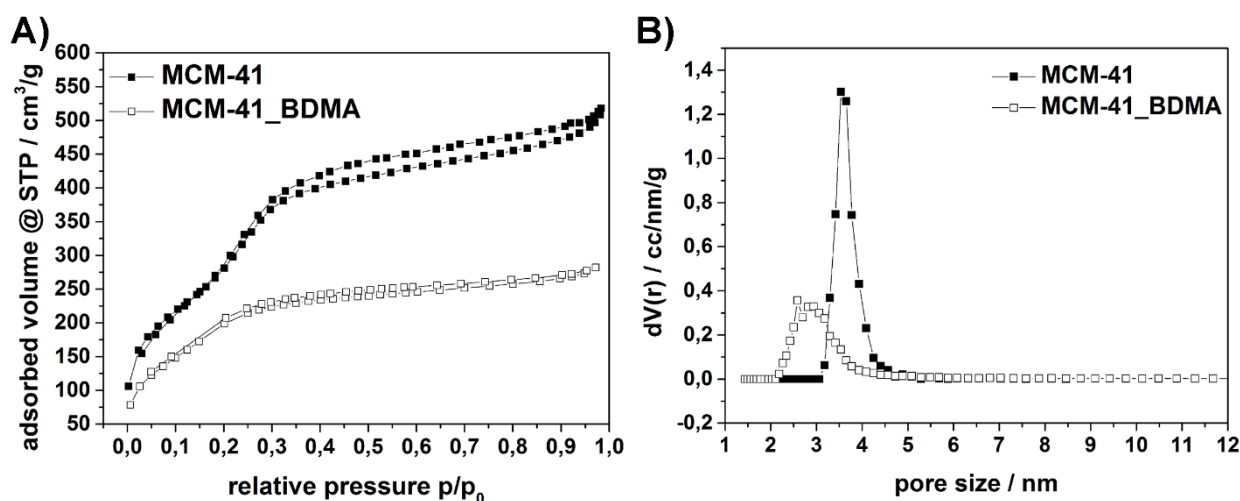 A)
adsorbed volume @ STP / cm³/g
600
550
500
450
400
350
300
250
200
150
100
50
MCM-41
MCM-41_BDMA
0,0 0,1 0,2 0,3 0,4 0,5 0,6 0,7 0,8 0,9 1,0
relative pressure p/p₀
B)
dV(r) / cc/nm/g
1,4
1,2
1,0
0,8
0,6
0,4
0,2
0,0
-0,2
MCM-41
MCM-41_BDMA
1 2 3 4 5 6 7 8 9 10 11 12
pore size / nm